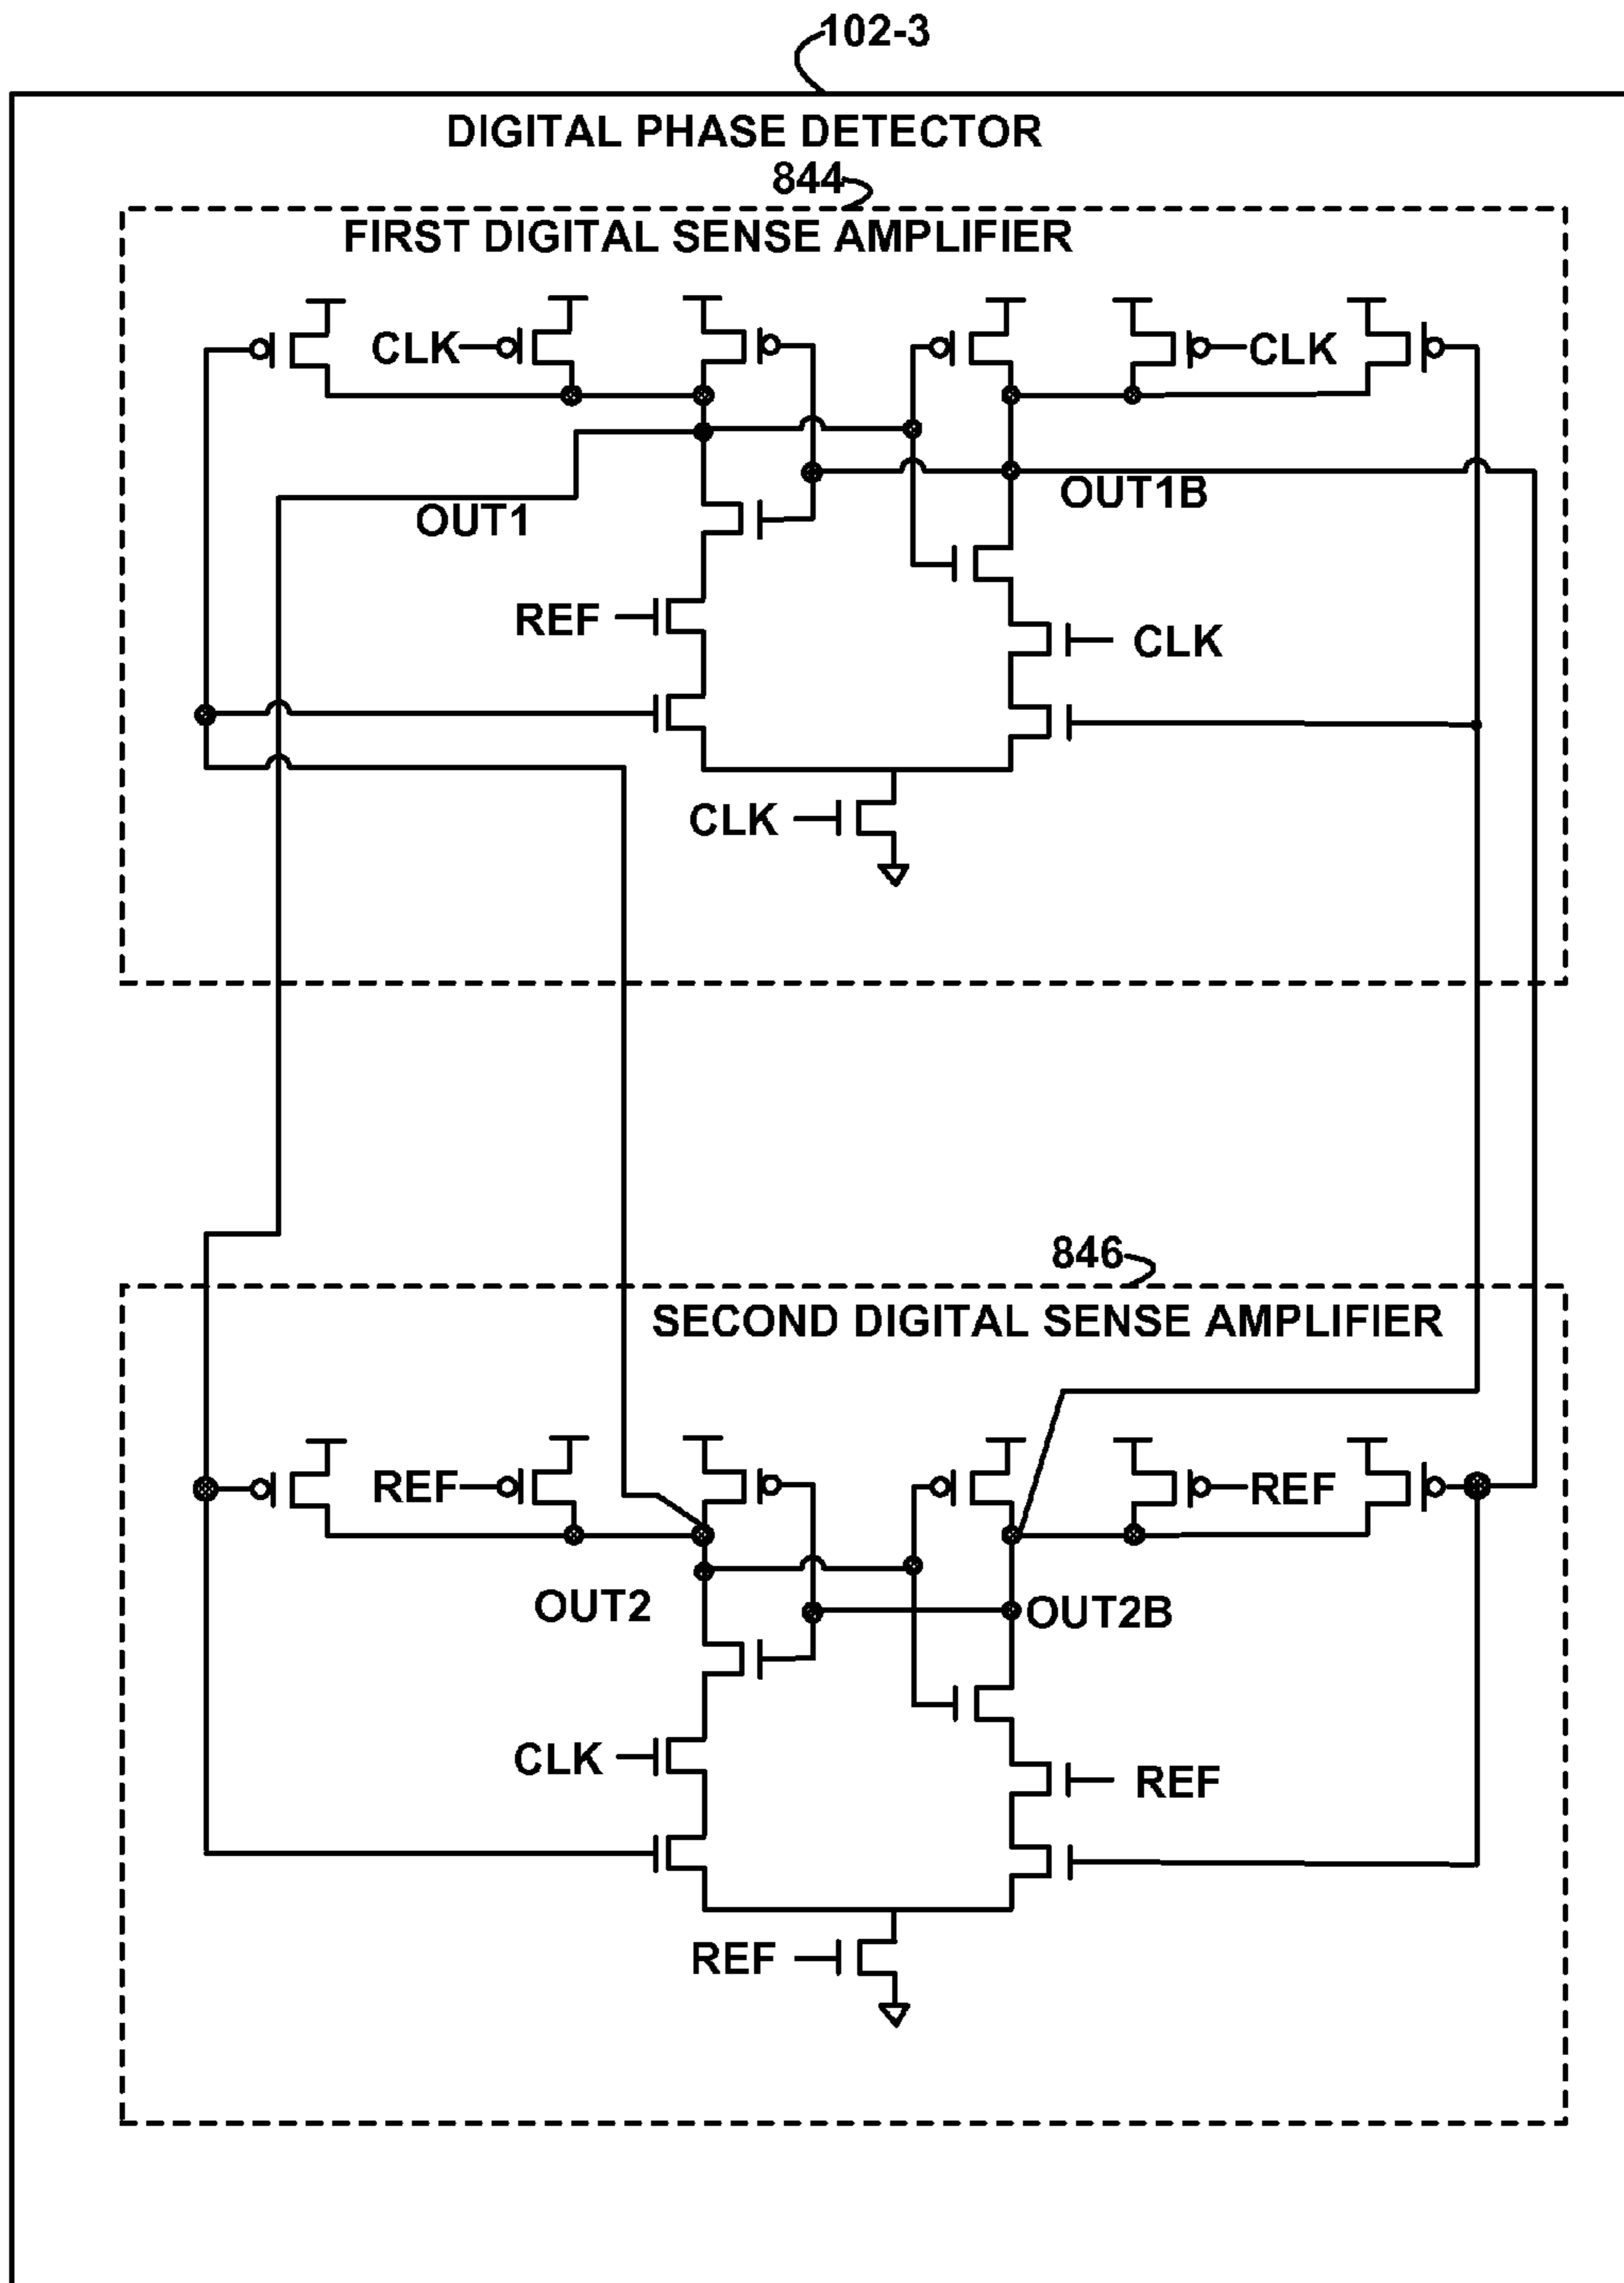 102-3
DIGITAL PHASE DETECTOR
844
FIRST DIGITAL SENSE AMPLIFIER
CLK
CLK
OUT1B
OUT1
REF
CLK
CLK
846
SECOND DIGITAL SENSE AMPLIFIER
REF
REF
OUT2
OUT2B
CLK
REF
REF